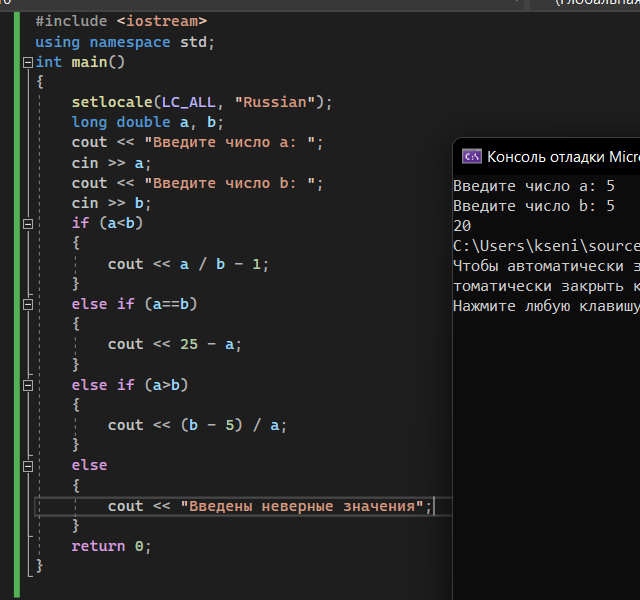 #include <iostream>
using namespace std;
int main()
{
setlocale(LC_ALL, "Russian");
long double a, b;
cout << "Введите число a: ";
cin >> a;
cout << "Введите число b: ";
cin >> b;
if (a<b)
{
cout << a / b - 1;
}
else if (a==b)
{
cout << 25 - a;
}
else if (a>b)
{
cout << (b - 5) / a;
}
else
{
cout << "Введены неверные значения";
}
return 0;
}
Консоль отладки Micro
Введите число a: 5
Введите число b: 5
20
C:\Users\kseni\source
Чтобы автоматически з
томатически закрыть к
Нажмите любую клавишу